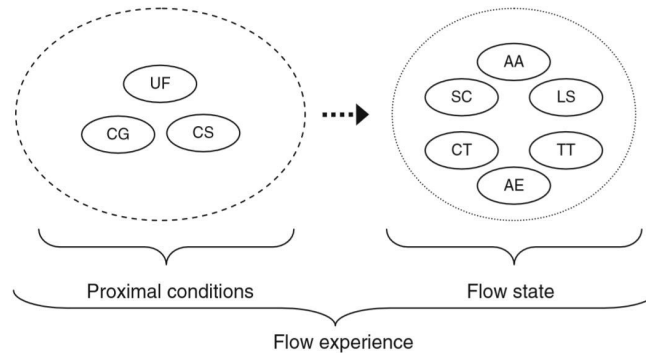 UF
CG CS
AA
SC LS
CT TT
AE
Proximal conditions Flow state
Flow experience